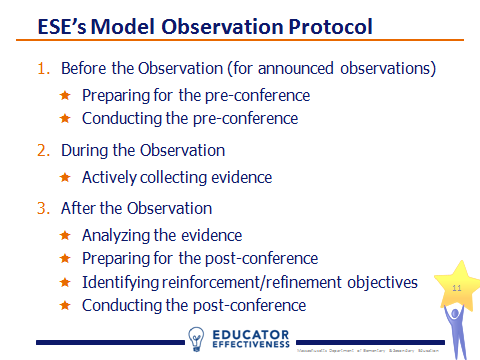 ESE's Model Observation Protocol
1. Before the Observation (for announced observations)
Preparing for the pre-conference
Conducting the pre-conference
2. During the Observation
Actively collecting evidence
3. After the Observation
Analyzing the evidence
Preparing for the post-conference
Identifying reinforcement/refinement objectives
Conducting the post-conference
11
EDUCATOR
EFFECTIVENESS
Massachusetts Department of Elementary & Secondary Education